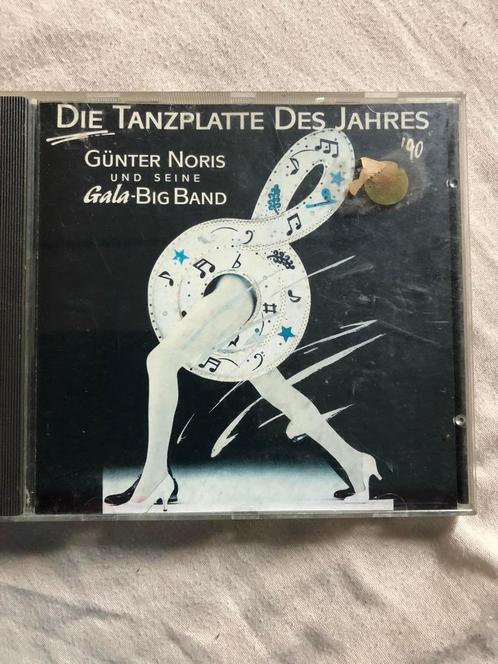 DIE TANZPLATTE DES JAHRES
'90
GÜNTER NORIS
UND SEINE
Gala-BIG BAND